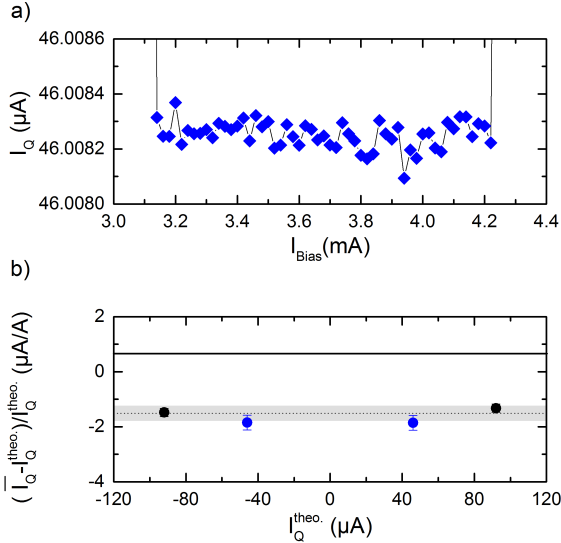 a)
46.0086
46.0084
46.0082
46.0080
I_Q (µA)
3.0 3.2 3.4 3.6 3.8 4.0 4.2 4.4
I_Bias(mA)
b)
2
0
-2
-4
( I̅_Q-I_Q^theo.)/I_Q^theo. (µA/A)
-120 -80 -40 0 40 80 120
I_Q^theo. (µA)